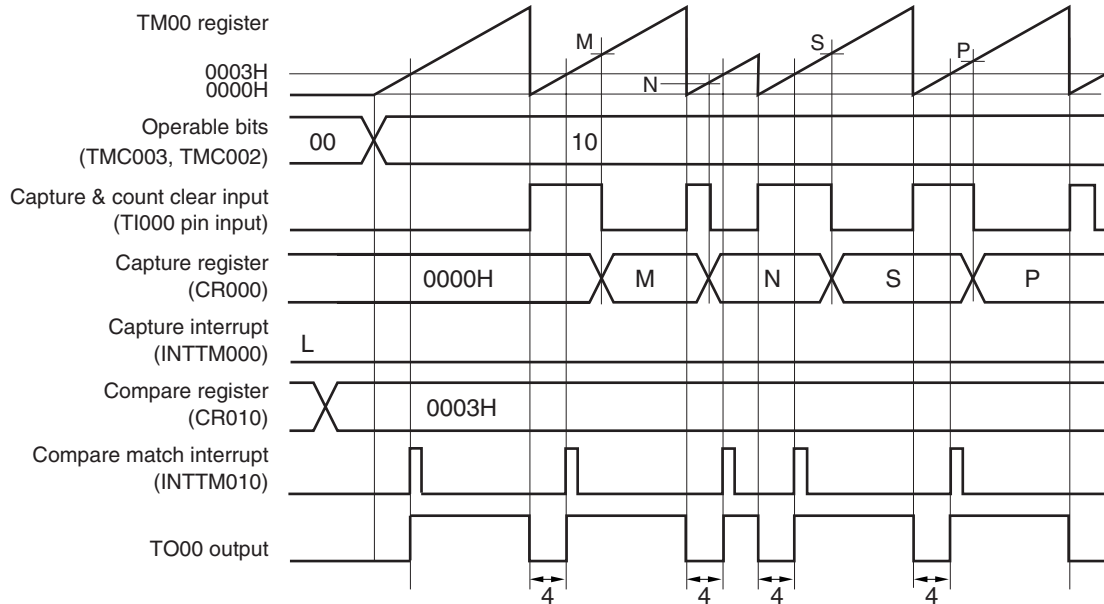 TM00 register
M
S
P
0003H
N
0000H
Operable bits
(TMC003, TMC002)
00
10
Capture & count clear input
(TI000 pin input)
Capture register
(CR000)
0000H
M
N
S
P
Capture interrupt
(INTTM000)
L
Compare register
(CR010)
0003H
Compare match interrupt
(INTTM010)
TO00 output
4
4
4
4